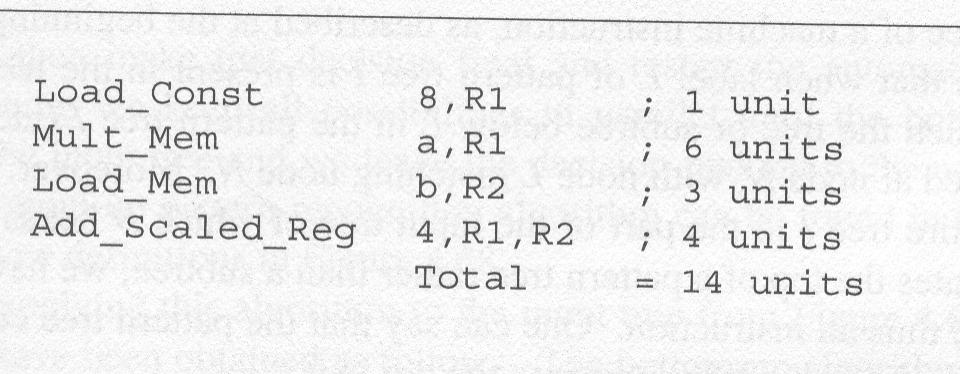 Load_Const 8,R1 ; 1 unit
Mult_Mem a,R1 ; 6 units
Load_Mem b,R2 ; 3 units
Add_Scaled_Reg 4,R1,R2 ; 4 units
Total = 14 units